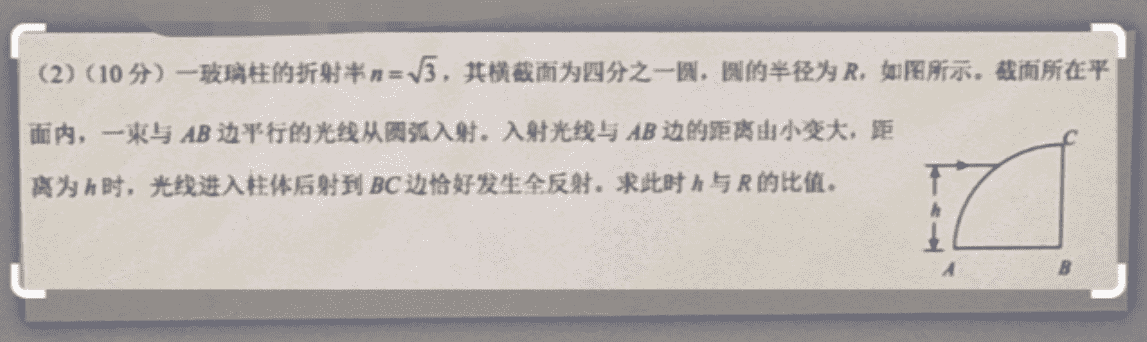 (2)(10分)一玻璃柱的折射率n=√3，其横截面为四分之一圆，圆的半径为R，如图所示。截面所在平
面内，一束与AB边平行的光线从圆弧入射。入射光线与AB边的距离由小变大，距
离为h时，光线进入柱体后射到BC边恰好发生全反射。求此时h与R的比值。
C
h
A
B